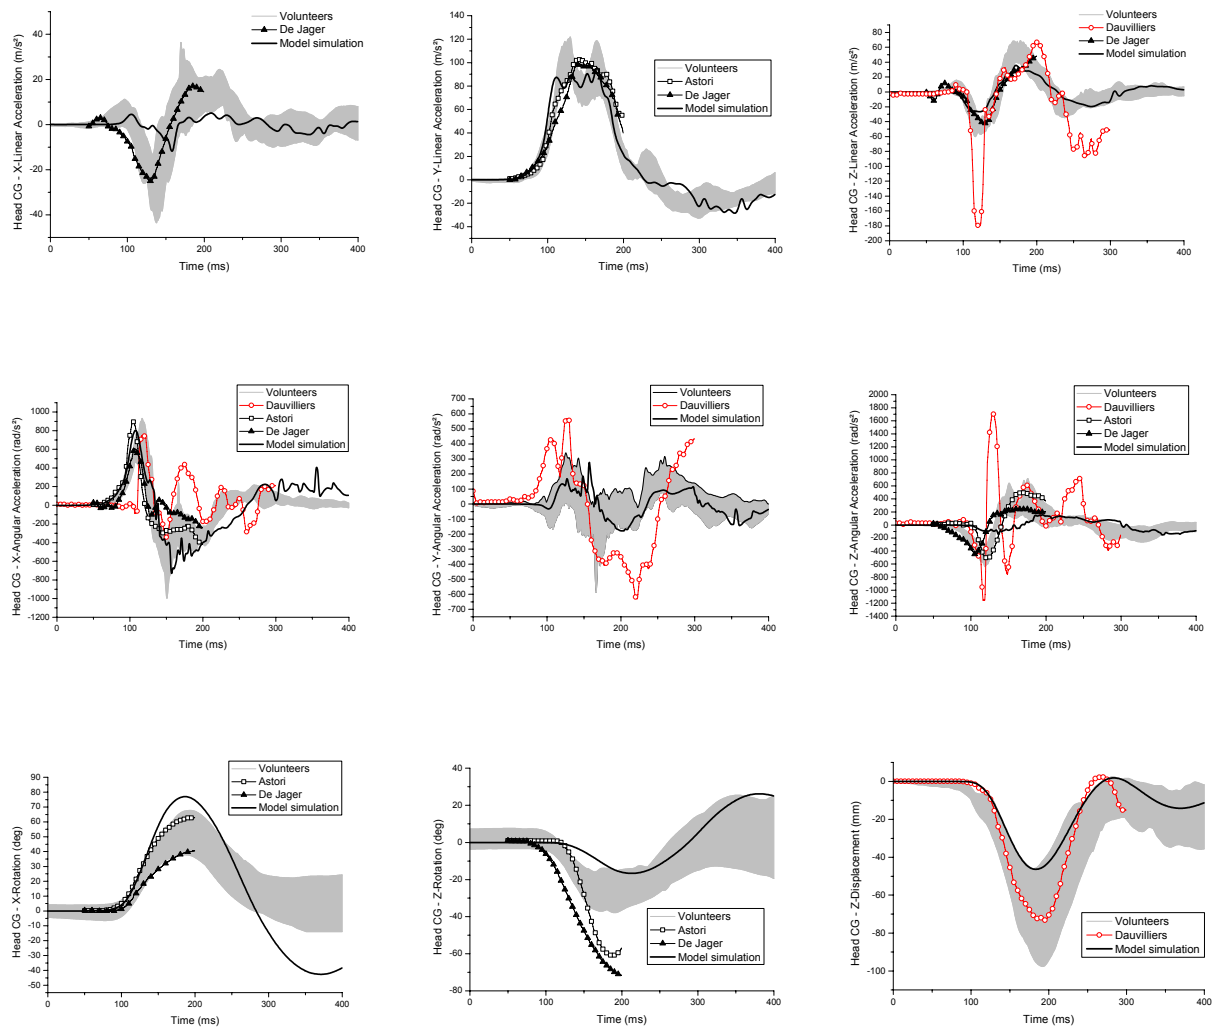 Head CG - X-Linear Acceleration (m/s²)
40
20
0
-20
-40
0
100
200
300
400
Time (ms)
Volunteers
De Jager
Model simulation
Head CG - Y-Linear Acceleration (m/s²)
140
120
100
80
60
40
20
0
-20
-40
0
100
200
300
400
Time (ms)
Volunteers
Astori
De Jager
Model simulation
Head CG - Z-Linear Acceleration (m/s²)
80
60
40
20
0
-20
-40
-60
-80
-100
-120
-140
-160
-180
-200
0
100
200
300
400
Time (ms)
Volunteers
Dauvilliers
De Jager
Model simulation
Head CG - X-Angular Acceleration (rad/s²)
1000
800
600
400
200
0
-200
-400
-600
-800
-1000
-1200
0
100
200
300
400
Time (ms)
Volunteers
Dauvilliers
Astori
De Jager
Model simulation
Head CG - Y-Angular Acceleration (rad/s²)
700
600
500
400
300
200
100
0
-100
-200
-300
-400
-500
-600
-700
0
100
200
300
400
Time (ms)
Volunteers
Dauvilliers
Model simulation
Head CG - Z-Angular Acceleration (rad/s²)
2000
1800
1600
1400
1200
1000
800
600
400
200
0
-200
-400
-600
-800
-1000
-1200
-1400
0
100
200
300
400
Time (ms)
Volunteers
Dauvilliers
Astori
De Jager
Model simulation
Head CG - X-Rotation (deg)
90
80
70
60
50
40
30
20
10
0
-10
-20
-30
-40
-50
0
100
200
300
400
Time (ms)
Volunteers
Astori
De Jager
Model simulation
Head CG - Z-Rotation (deg)
40
20
0
-20
-40
-60
-80
0
100
200
300
400
Time (ms)
Volunteers
Astori
De Jager
Model simulation
Head CG - Z-Displacement (mm)
0
-20
-40
-60
-80
-100
0
100
200
300
400
Time (ms)
Volunteers
Dauvilliers
Model simulation